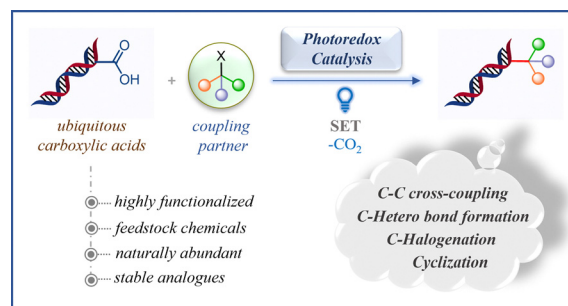 O
OH
+
X
Photoredox
Catalysis
SET
-CO₂
ubiquitous
carboxylic acids
coupling
partner
highly functionalized
feedstock chemicals
naturally abundant
stable analogues
C-C cross-coupling
C-Hetero bond formation
C-Halogenation
Cyclization